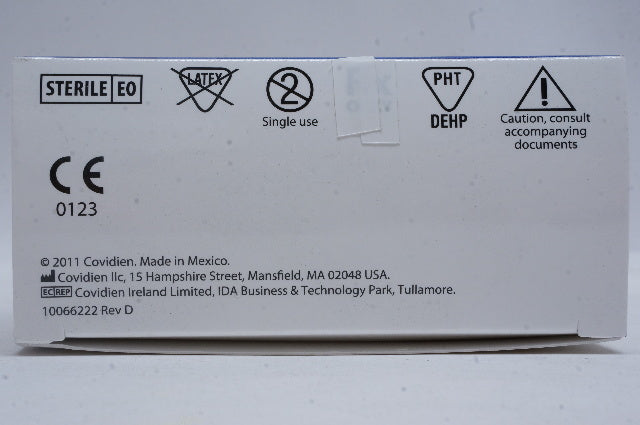 STERILE EO
LATEX
2
Single use
PHT
DEHP
!
Caution, consult
accompanying
documents
CE
0123
© 2011 Covidien. Made in Mexico.
Covidien llc, 15 Hampshire Street, Mansfield, MA 02048 USA.
EC REP Covidien Ireland Limited, IDA Business & Technology Park, Tullamore.
10066222 Rev D